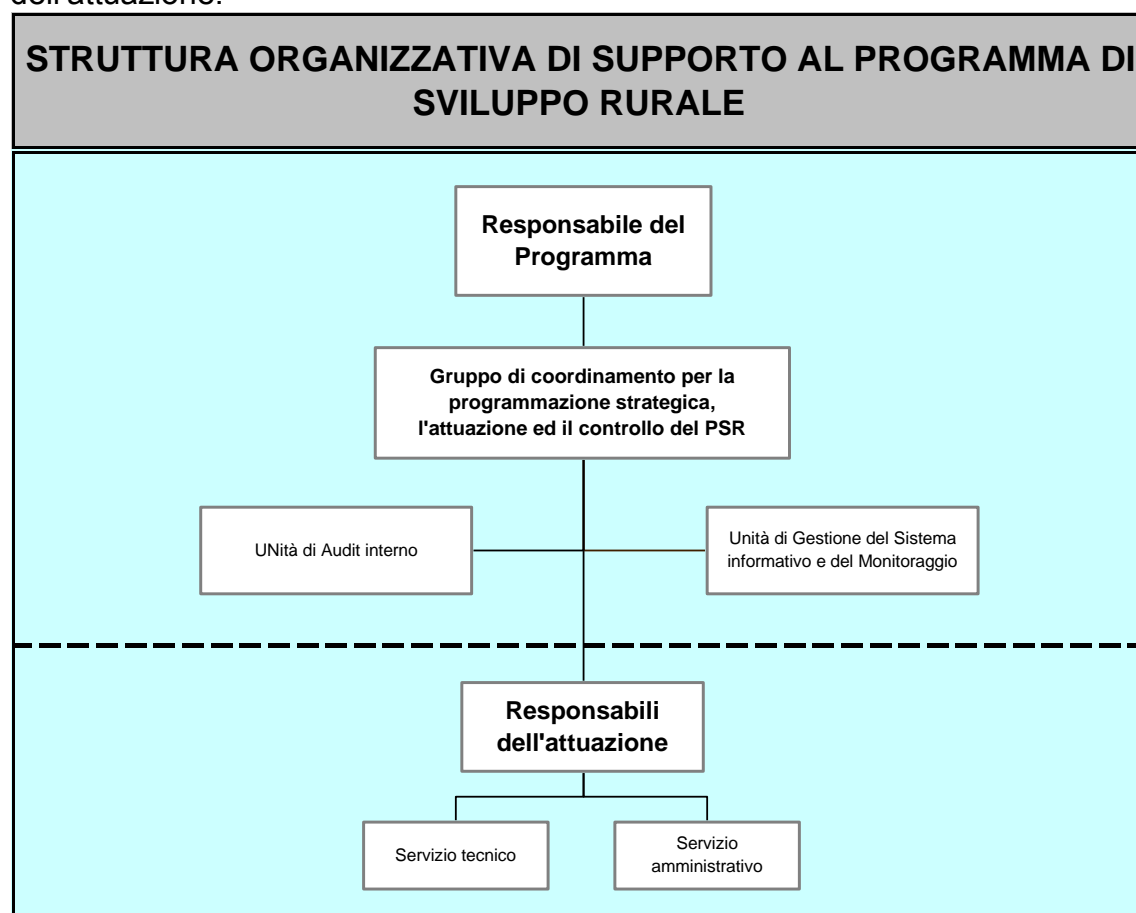 dell'attuazione.
STRUTTURA ORGANIZZATIVA DI SUPPORTO AL PROGRAMMA DI
SVILUPPO RURALE
Responsabile del
Programma
Gruppo di coordinamento per la
programmazione strategica,
l'attuazione ed il controllo del PSR
UNità di Audit interno
Unità di Gestione del Sistema
informativo e del Monitoraggio
Responsabili
dell'attuazione
Servizio tecnico
Servizio
amministrativo